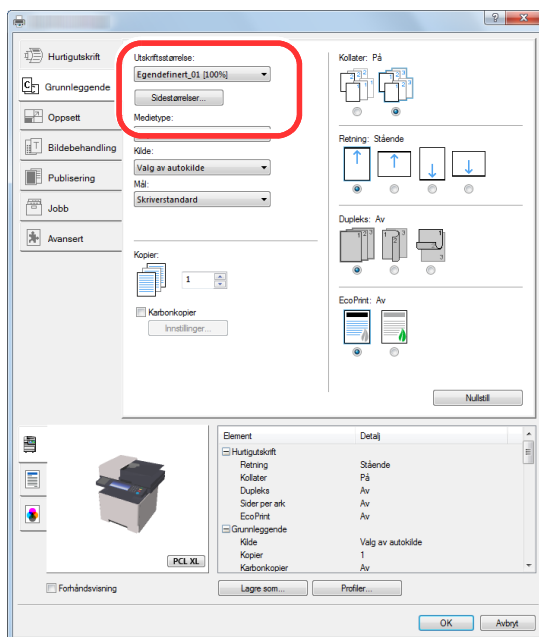 Hurtigutskrift
Grunnleggende
Oppsett
Bildebehandling
Publisering
Jobb
Avansert
Utskriftsstørrelse:
Egendefinert_01 [100%]
Sidestørrelser...
Medietype:
Kilde:
Valg av autokilde
Mål:
Skriverstandard
Kopier:
1
Karbonkopier
Innstillinger...
Kollater: På
Retning: Stående
Dupleks: Av
EcoPrint: Av
Nullstill
PCL XL
Forhåndsvisning
Element Detalj
Hurtigutskrift
Retning Stående
Kollater På
Dupleks Av
Sider per ark Av
EcoPrint Av
Grunnleggende
Kilde Valg av autokilde
Kopier 1
Karbonkopier Av
Lagre som... Profiler...
OK Avbryt